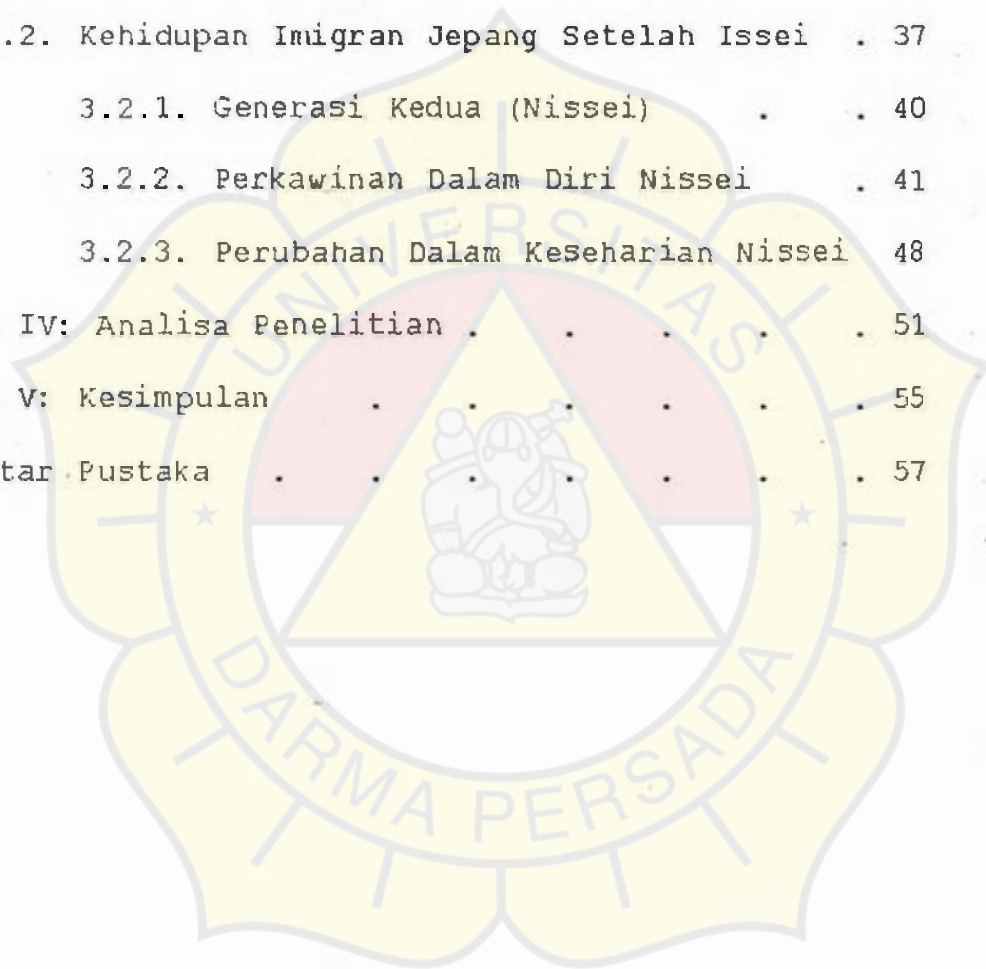 .2. Kehidupan Imigran Jepang Setelah Issei . 37
3.2.1. Generasi Kedua (Nissei) . . 40
3.2.2. Perkawinan Dalam Diri Nissei . 41
3.2.3. Perubahan Dalam Keseharian Nissei 48
IV: Analisa Penelitian . . . . . 51
V: Kesimpulan . . . . . . 55
tar Pustaka . . . . . . . 57
UNIVERSITAS
DARMA PERSADA